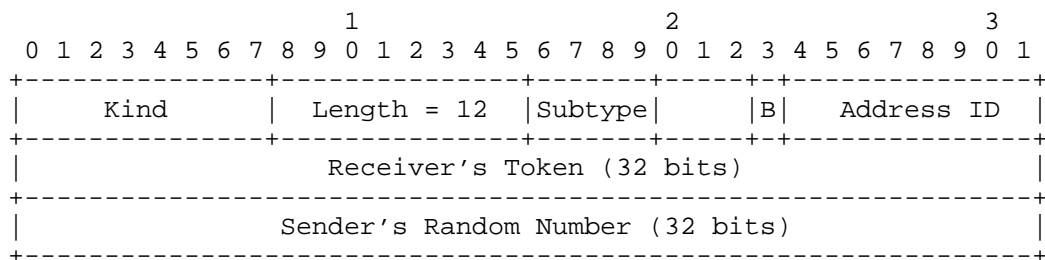 1                   2                   3
 0 1 2 3 4 5 6 7 8 9 0 1 2 3 4 5 6 7 8 9 0 1 2 3 4 5 6 7 8 9 0 1
+---------------+---------------+-------+-----+-+---------------+
|     Kind      |  Length = 12  |Subtype|     |B|   Address ID  |
+---------------+---------------+-------+-----+-+---------------+
|                   Receiver's Token (32 bits)                  |
+---------------------------------------------------------------+
|                Sender's Random Number (32 bits)               |
+---------------------------------------------------------------+